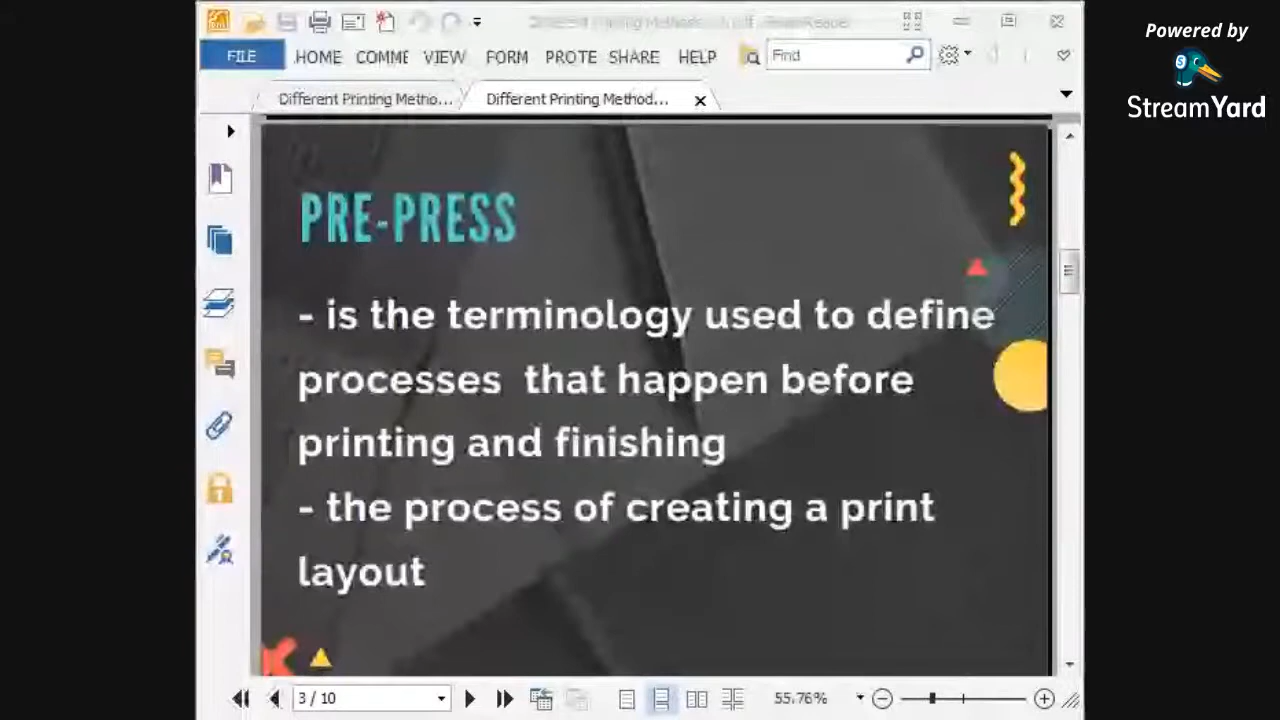 Powered by
StreamYard
FILE HOME COMME VIEW FORM PROTE SHARE HELP Find
Different Printing Metho... Different Printing Method...
PRE-PRESS
- is the terminology used to define
processes that happen before
printing and finishing
- the process of creating a print
layout
3 / 10 55.76%